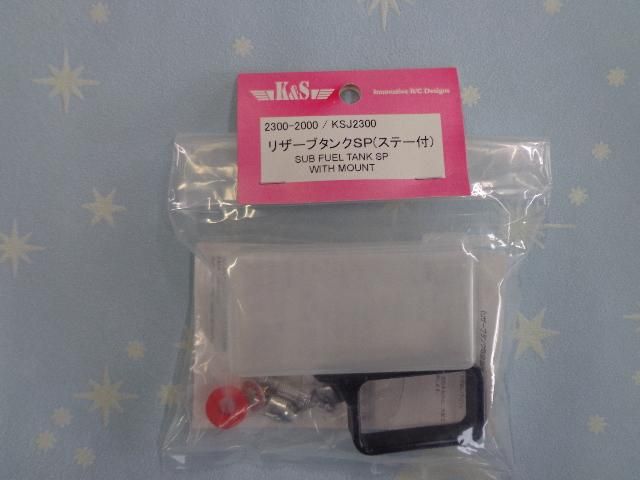 K&S
Innovative R/C Designs
2300-2000 / KSJ2300
リザーブタンクSP(ステー付)
SUB FUEL TANK SP
WITH MOUNT